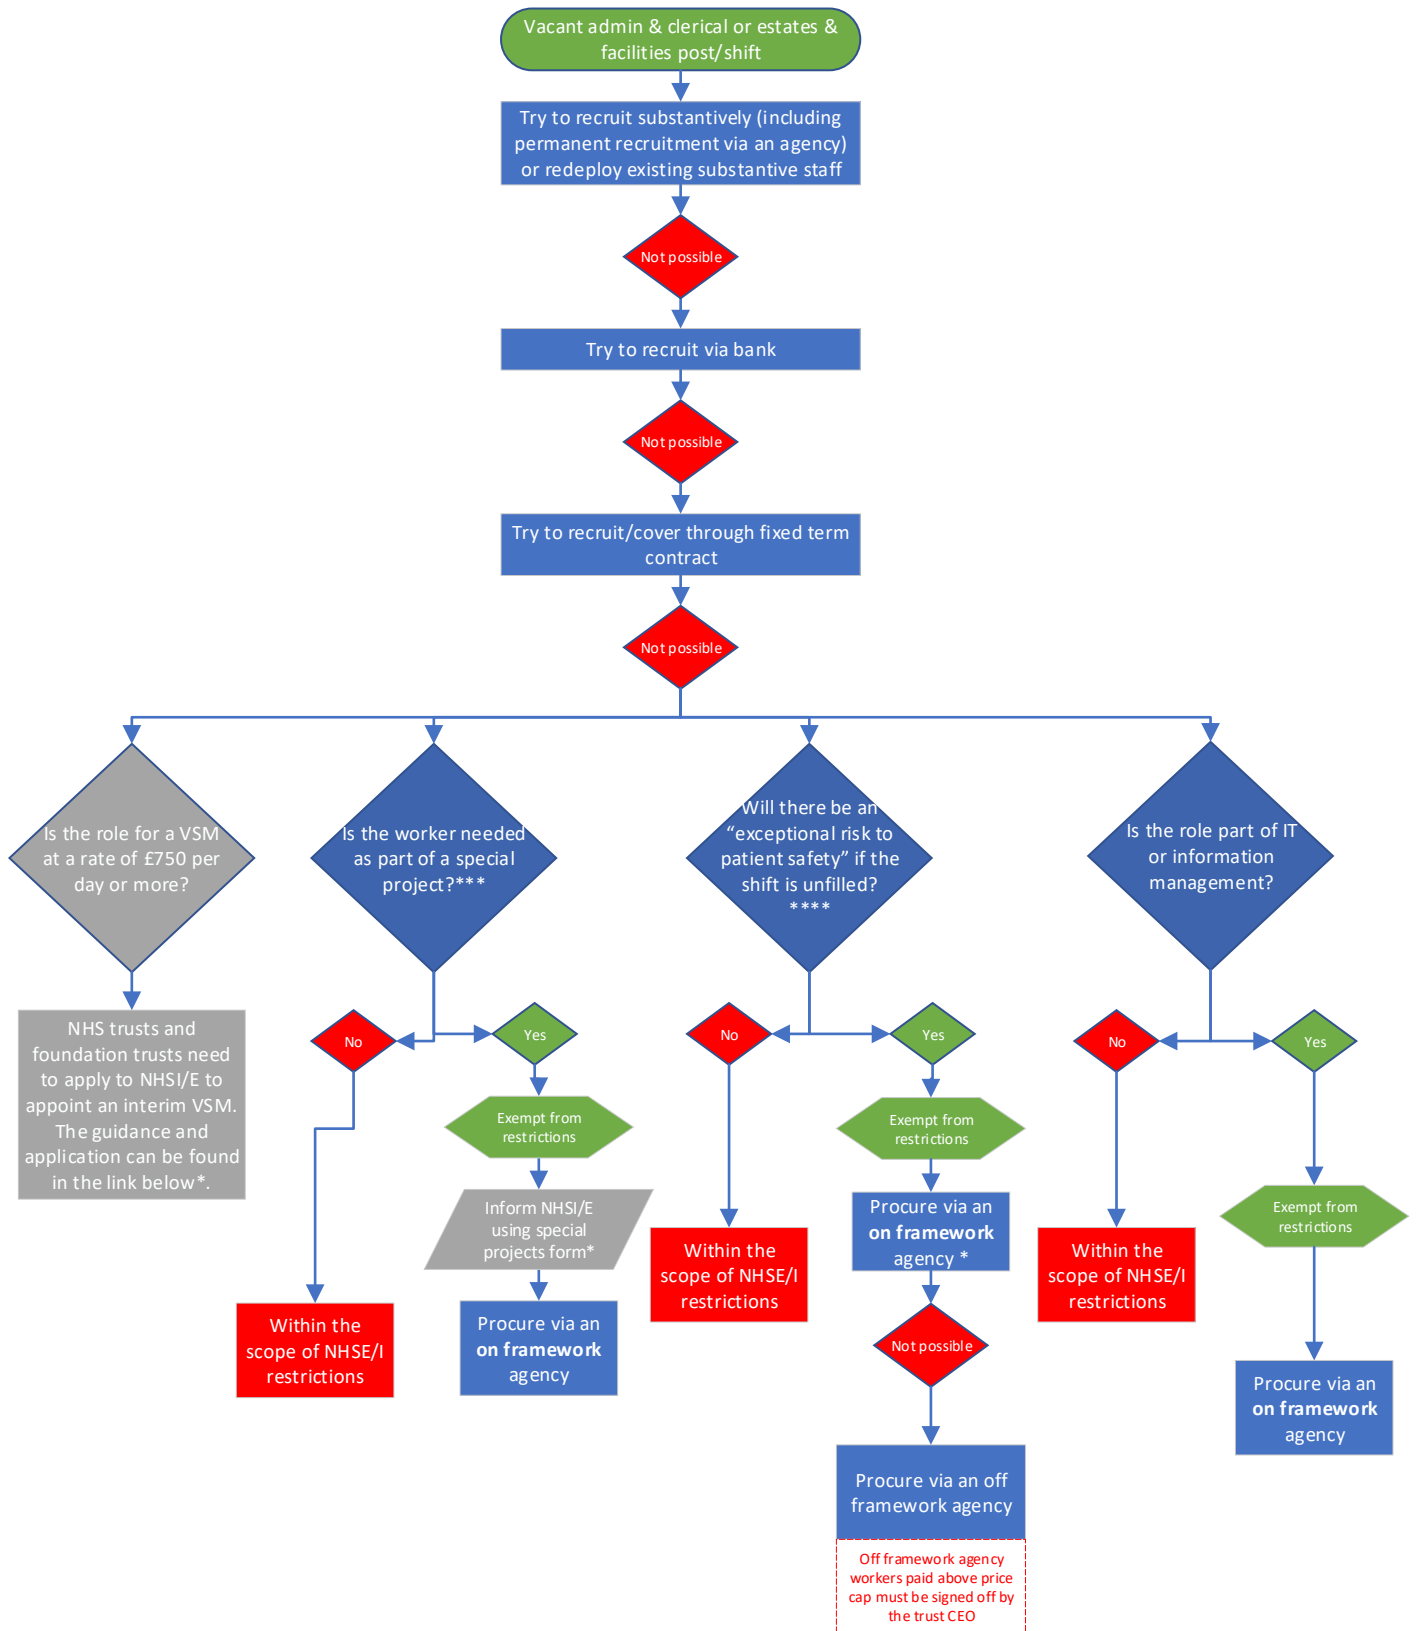 Vacant admin & clerical or estates &
facilities post/shift
Try to recruit substantively (including
permanent recruitment via an agency)
or redeploy existing substantive staff
Not possible
Try to recruit via bank
Not possible
Try to recruit/cover through fixed term
contract
Not possible
Is the role for a VSM
at a rate of £750 per
day or more?
NHS trusts and
foundation trusts need
to apply to NHSI/E to
appoint an interim VSM.
The guidance and
application can be found
in the link below*.
Is the worker needed
as part of a special
project?***
No
Within the
scope of NHSE/I
restrictions
Yes
Exempt from
restrictions
Inform NHSI/E
using special
projects form*
Procure via an
on framework
agency
Will there be an
“exceptional risk to
patient safety” if the
shift is unfilled?
****
No
Within the
scope of NHSE/I
restrictions
Yes
Exempt from
restrictions
Procure via an
on framework
agency *
Not possible
Procure via an off
framework agency
Off framework agency
workers paid above price
cap must be signed off by
the trust CEO
Is the role part of IT
or information
management?
No
Within the
scope of NHSE/I
restrictions
Yes
Exempt from
restrictions
Procure via an
on framework
agency